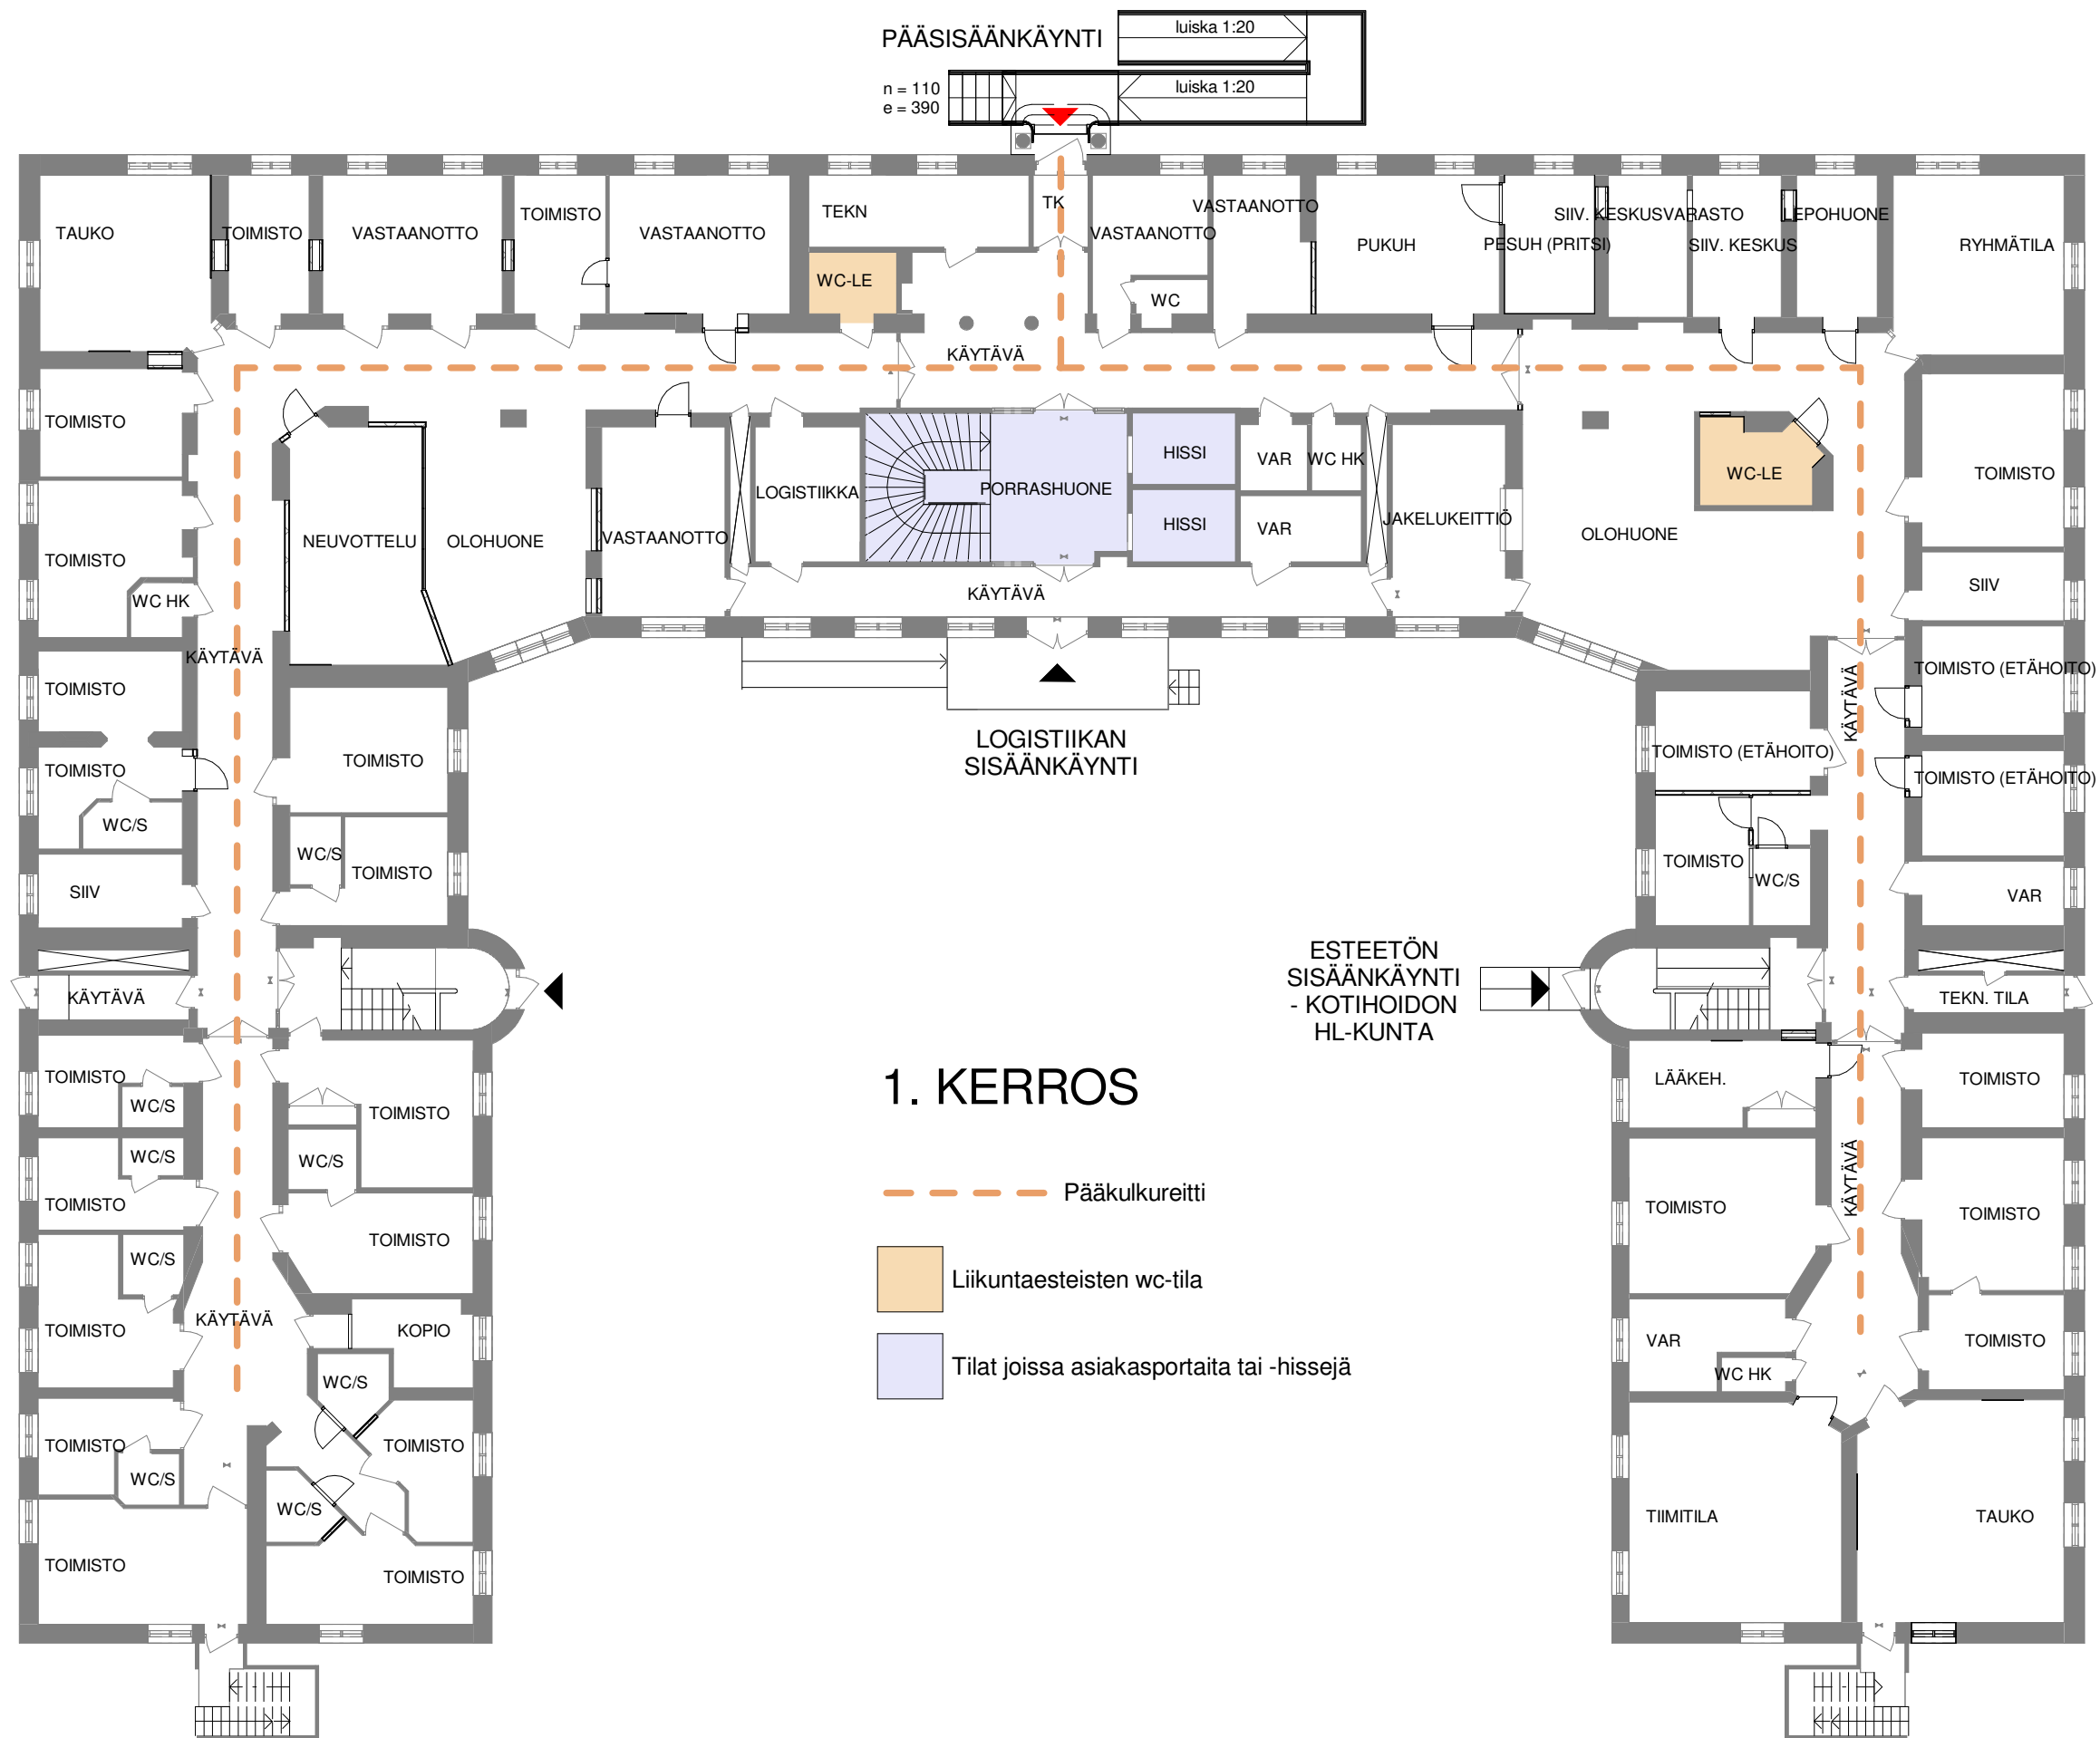 PÄÄSISÄÄNKÄYNTI
luiska 1:20
n = 110
e = 390
luiska 1:20
TAUKO
TOIMISTO
VASTAANOTTO
TOIMISTO
VASTAANOTTO
TEKN
TK
VASTAANOTTO
VASTAANOTTO
PUKUH
PESUH (PRITSI)
SIIV. KESKUSVARASTO
SIIV. KESKUS
LEPOHUONE
RYHMÄTILA
WC-LE
WC
KÄYTÄVÄ
TOIMISTO
TOIMISTO
WC HK
NEUVOTTELU
OLOHUONE
VASTAANOTTO
LOGISTIIKKA
PORRASHUONE
HISSI
HISSI
VAR
WC HK
VAR
JAKELUKEITTIÖ
OLOHUONE
WC-LE
TOIMISTO
SIIV
KÄYTÄVÄ
KÄYTÄVÄ
TOIMISTO
TOIMISTO
WC/S
SIIV
TOIMISTO
WC/S
TOIMISTO
KÄYTÄVÄ
LOGISTIIKAN
SISÄÄNKÄYNTI
TOIMISTO (ETÄHOITO)
TOIMISTO (ETÄHOITO)
TOIMISTO (ETÄHOITO)
KÄYTÄVÄ
TOIMISTO
WC/S
VAR
TEKN. TILA
ESTEETÖN
SISÄÄNKÄYNTI
- KOTIHOIDON
HL-KUNTA
TOIMISTO
WC/S
WC/S
TOIMISTO
WC/S
TOIMISTO
KÄYTÄVÄ
TOIMISTO
WC/S
TOIMISTO
WC/S
TOIMISTO
KOPIO
WC/S
TOIMISTO
WC/S
TOIMISTO
TOIMISTO
1. KERROS
Pääkulkureitti
Liikuntaesteisten wc-tila
Tilat joissa asiakasportaita tai -hissejä
LÄÄKEH.
TOIMISTO
KÄYTÄVÄ
TOIMISTO
TOIMISTO
VAR
WC HK
TOIMISTO
TIIMITILA
TAUKO